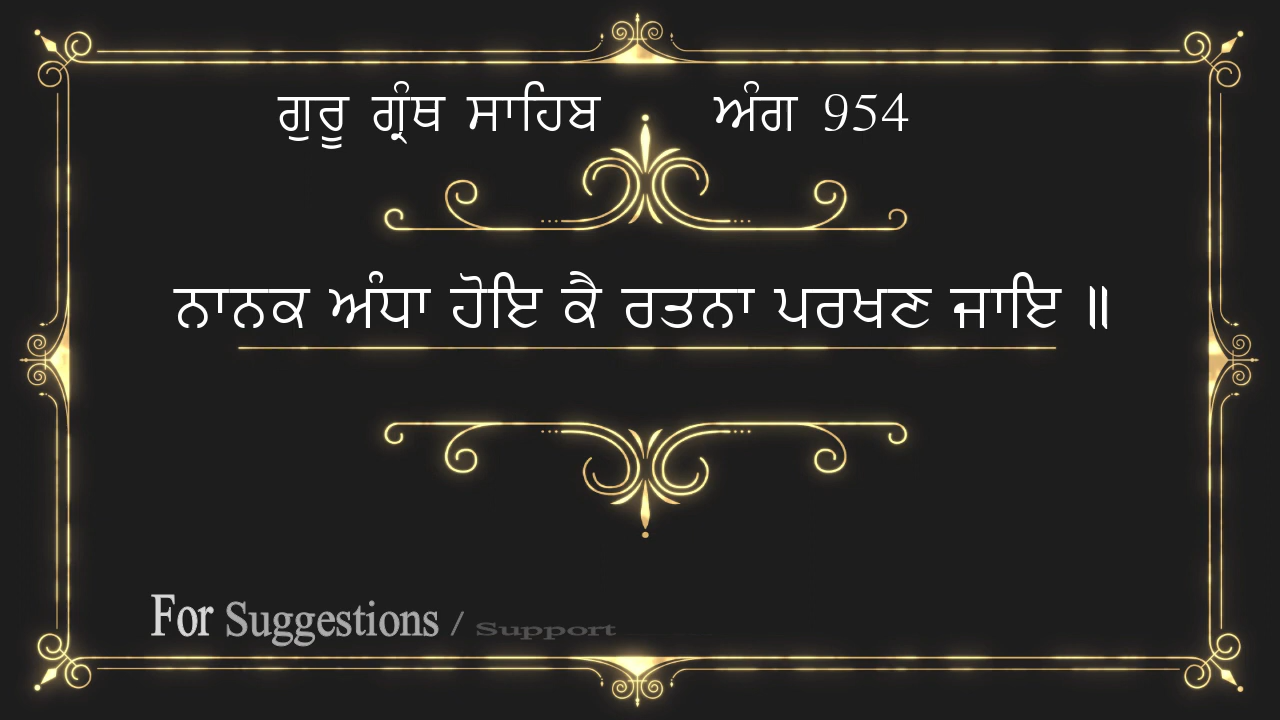 ਗੁਰੂ ਗ੍ਰੰਥ ਸਾਹਿਬ ਅੰਗ 954
ਨਾਨਕ ਅੰਧਾ ਹੋਇ ਕੈ ਰਤਨਾ ਪਰਖਣ ਜਾਇ ॥
For Suggestions / Support